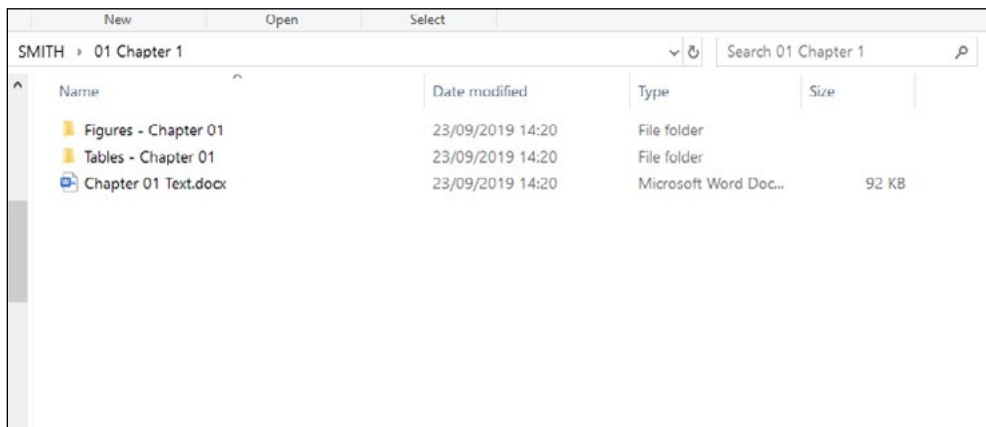 New Open Select
SMITH › 01 Chapter 1 Search 01 Chapter 1
Name Date modified Type Size
Figures - Chapter 01 23/09/2019 14:20 File folder
Tables - Chapter 01 23/09/2019 14:20 File folder
Chapter 01 Text.docx 23/09/2019 14:20 Microsoft Word Doc... 92 KB